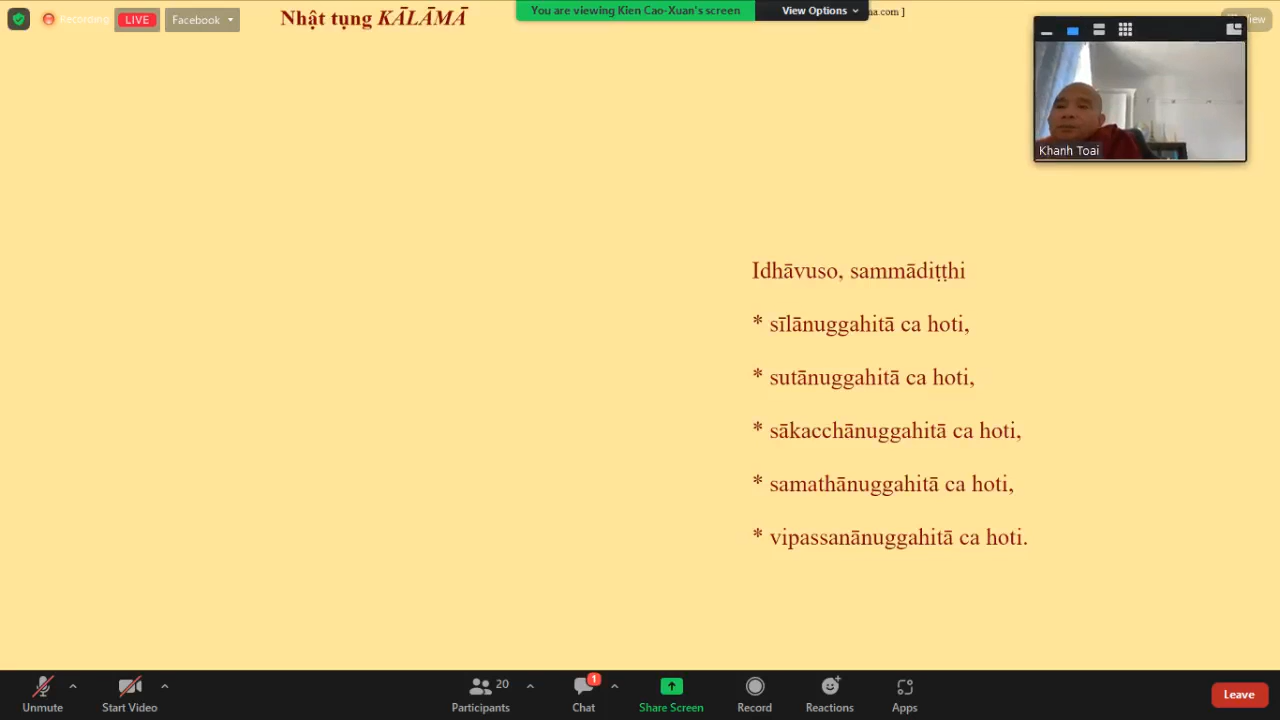 Recording
LIVE
Facebook
Nhật tụng KĀLĀMĀ
You are viewing Kien Cao-Xuan's screen
View Options
]
View
Khanh Toai
Idhāvuso, sammādiṭṭhi
* sīlānuggahitā ca hoti,
* sutānuggahitā ca hoti,
* sākacchānuggahitā ca hoti,
* samathānuggahitā ca hoti,
* vipassanānuggahitā ca hoti.
Unmute
Start Video
20
Participants
1
Chat
Share Screen
Record
Reactions
Apps
Leave